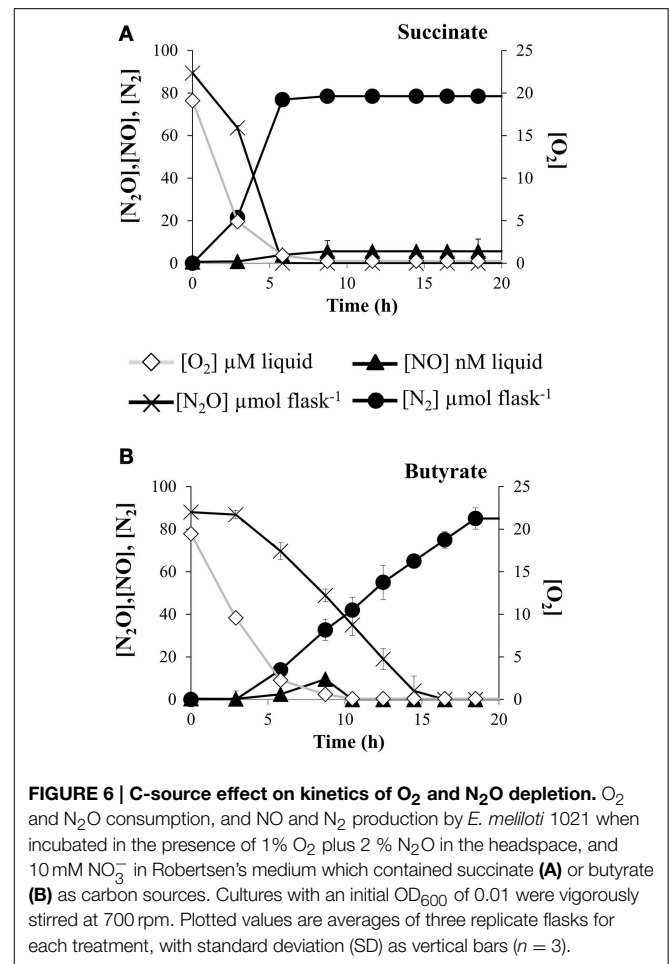 A
Succinate
[N₂O],[NO], [N₂]
100
80
60
40
20
0
25
20
15
10
5
0
[O₂]
0 5 10 15 20
Time (h)
[O₂] µM liquid [NO] nM liquid
[N₂O] µmol flask⁻¹ [N₂] µmol flask⁻¹
B
Butyrate
[N₂O],[NO], [N₂]
100
80
60
40
20
0
25
20
15
10
5
0
[O₂]
0 5 10 15 20
Time (h)
FIGURE 6 | C-source effect on kinetics of O₂ and N₂O depletion. O₂
and N₂O consumption, and NO and N₂ production by E. meliloti 1021 when
incubated in the presence of 1% O₂ plus 2 % N₂O in the headspace, and
10 mM NO₃⁻ in Robertsen's medium which contained succinate (A) or butyrate
(B) as carbon sources. Cultures with an initial OD₆₀₀ of 0.01 were vigorously
stirred at 700 rpm. Plotted values are averages of three replicate flasks for
each treatment, with standard deviation (SD) as vertical bars (n = 3).